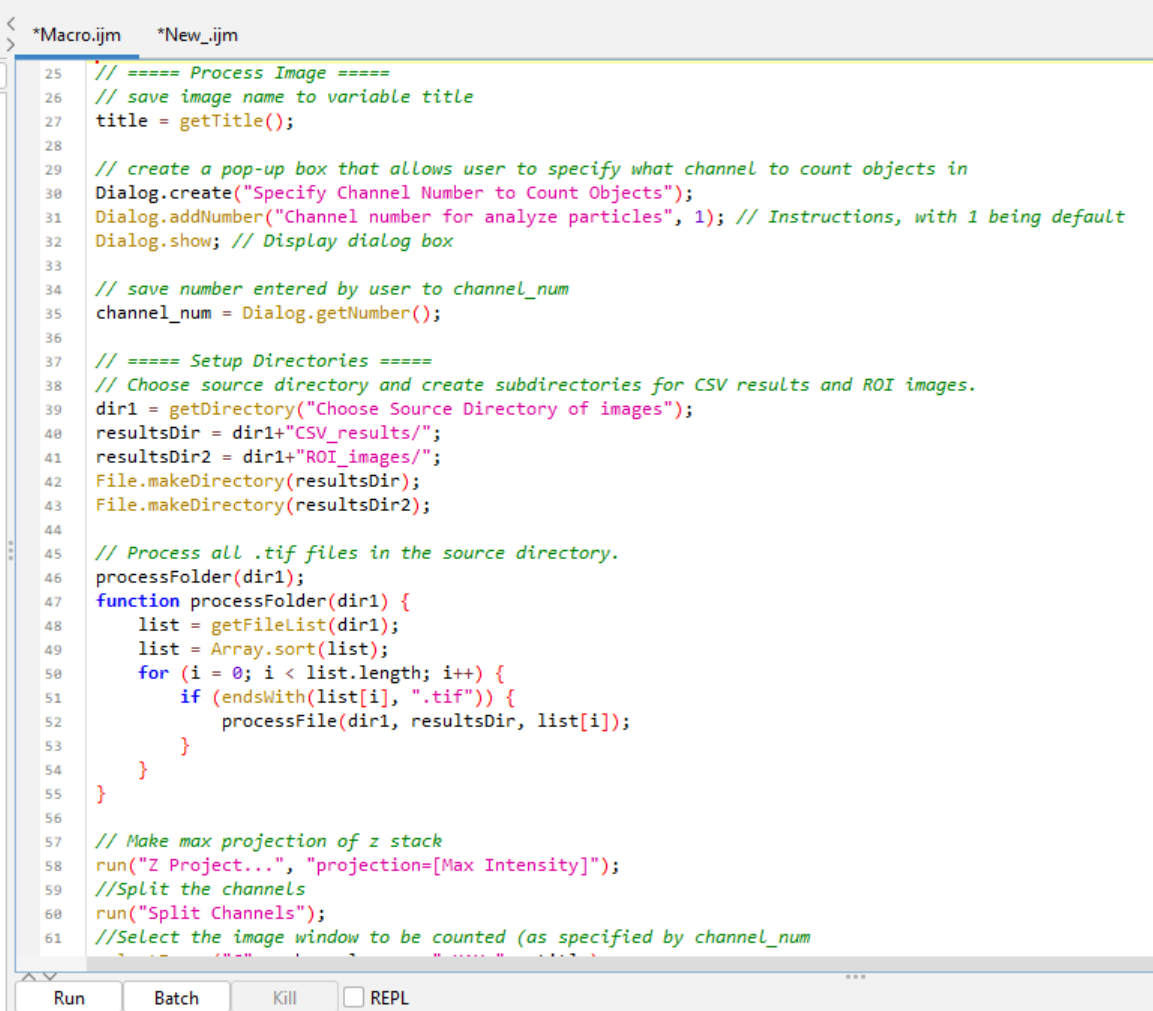 *Macro.ijm *New_.ijm
25 // ===== Process Image =====
26 // save image name to variable title
27 title = getTitle();
28
29 // create a pop-up box that allows user to specify what channel to count objects in
30 Dialog.create("Specify Channel Number to Count Objects");
31 Dialog.addNumber("Channel number for analyze particles", 1); // Instructions, with 1 being default
32 Dialog.show; // Display dialog box
33
34 // save number entered by user to channel_num
35 channel_num = Dialog.getNumber();
36
37 // ===== Setup Directories =====
38 // Choose source directory and create subdirectories for CSV results and ROI images.
39 dir1 = getDirectory("Choose Source Directory of images");
40 resultsDir = dir1+"CSV_results/";
41 resultsDir2 = dir1+"ROI_images/";
42 File.makeDirectory(resultsDir);
43 File.makeDirectory(resultsDir2);
44
45 // Process all .tif files in the source directory.
46 processFolder(dir1);
47 function processFolder(dir1) {
48     list = getFileList(dir1);
49     list = Array.sort(list);
50     for (i = 0; i < list.length; i++) {
51         if (endsWith(list[i], ".tif")) {
52             processFile(dir1, resultsDir, list[i]);
53         }
54     }
55 }
56
57 // Make max projection of z stack
58 run("Z Project...", "projection=[Max Intensity]");
59 //Split the channels
60 run("Split Channels");
61 //Select the image window to be counted (as specified by channel_num
Run Batch Kill REPL